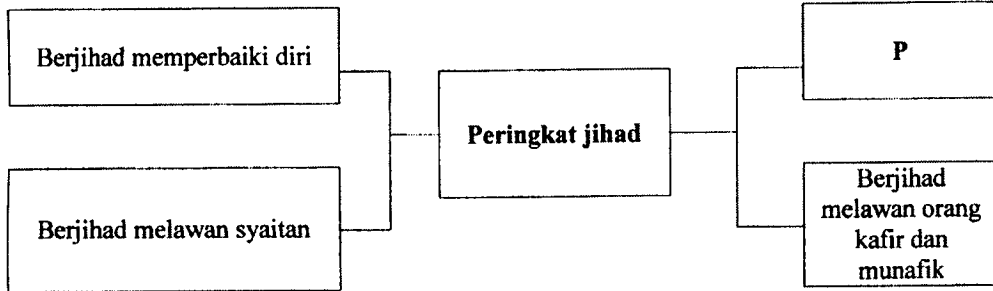 Berjihad memperbaiki diri
Berjihad melawan syaitan
Peringkat jihad
P
Berjihad
melawan orang
kafir dan
munafik